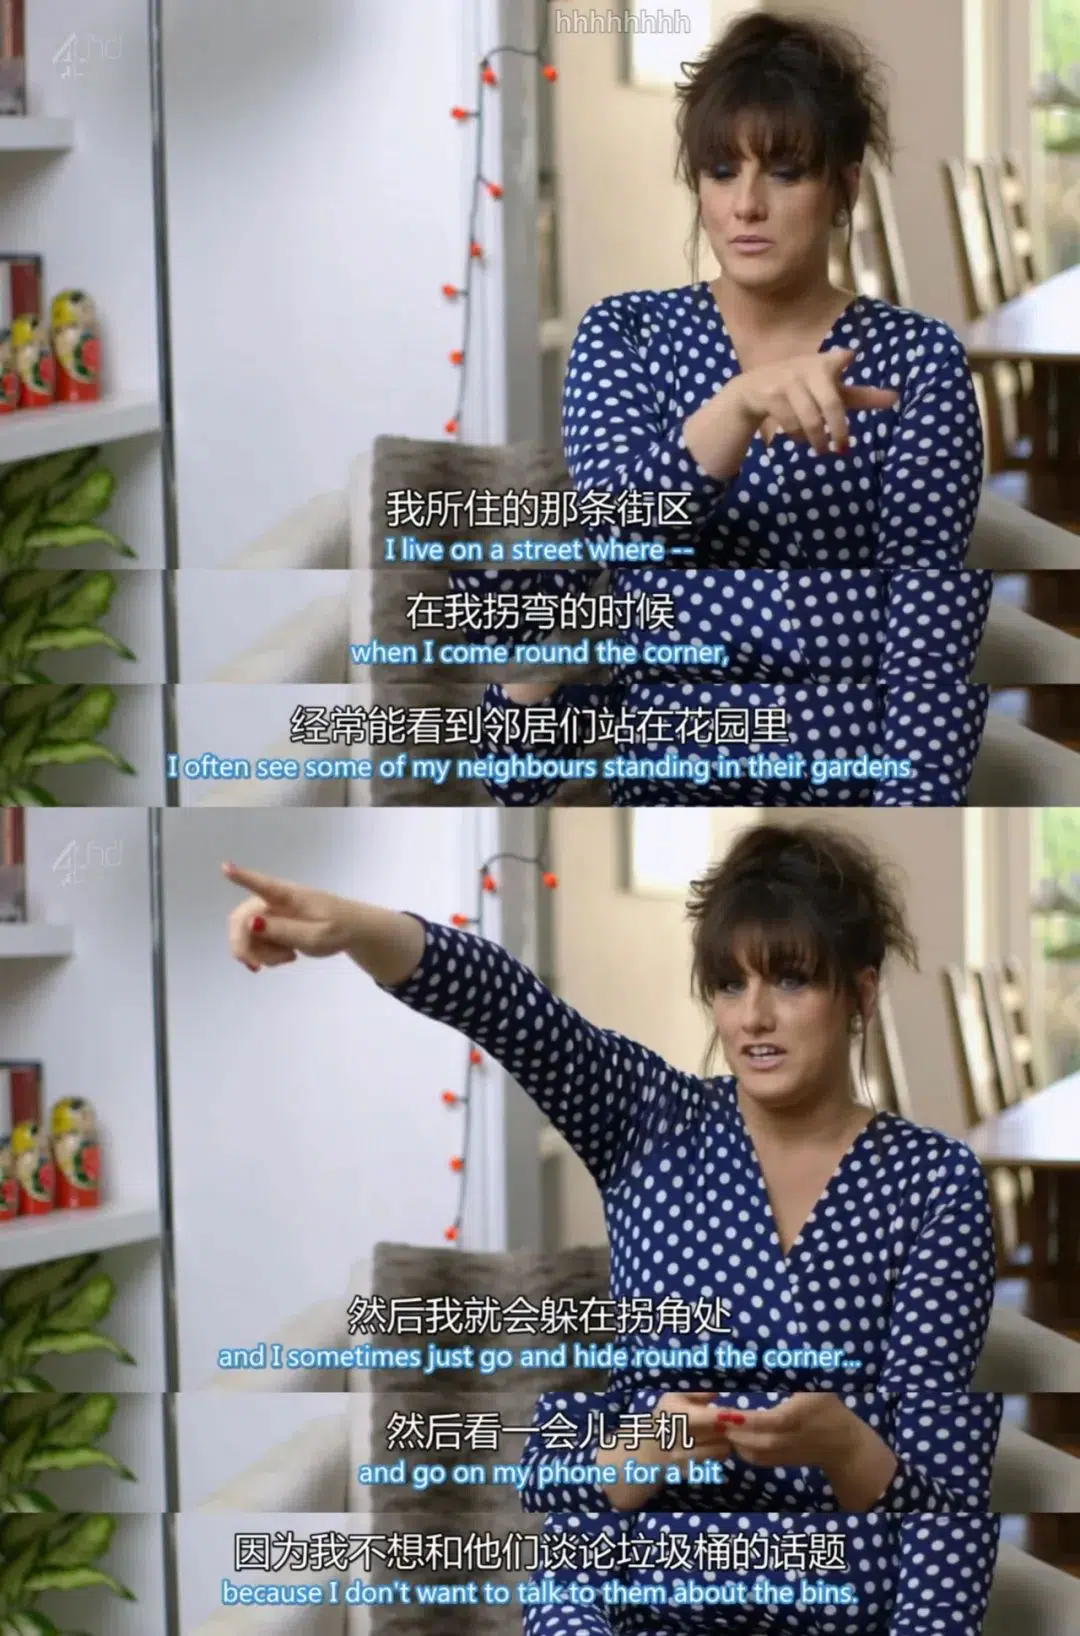 hhhhhhhhh
4hd
我所住的那条街区
I live on a street where --
在我拐弯的时候
when I come round the corner,
经常能看到邻居们站在花园里
I often see some of my neighbours standing in their gardens
4hd
然后我就会躲在拐角处
and I sometimes just go and hide round the corner...
然后看一会儿手机
and go on my phone for a bit
因为我不想和他们谈论垃圾桶的话题
because I don't want to talk to them about the bins.